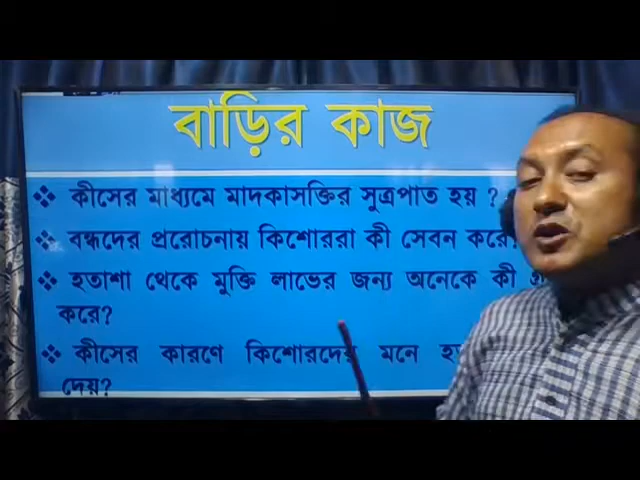 বাড়ির কাজ
❖ কীসের মাধ্যমে মাদকাসক্তির সুত্রপাত হয় ?
❖ বন্ধদের প্ররোচনায় কিশোররা কী সেবন করে?
❖ হতাশা থেকে মুক্তি লাভের জন্য অনেকে কী
করে?
❖ কীসের কারণে কিশোরদের মনে
দেয়?